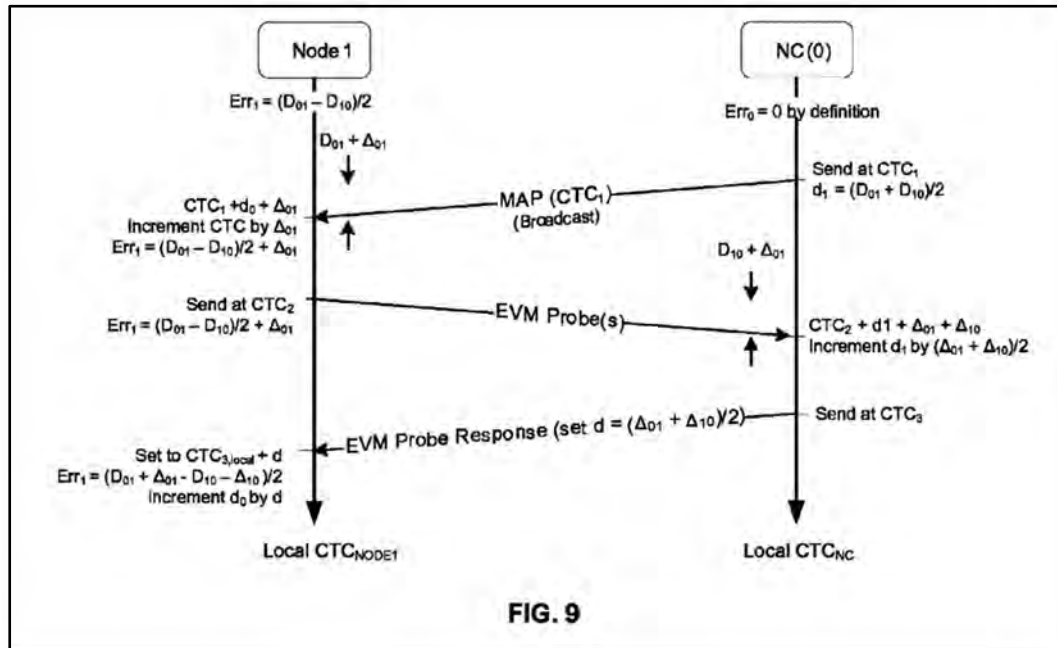 Node1
NC(0)
Err₁ = (D₀₁ – D₁₀)/2
Err₀ = 0 by definition
D₀₁ + Δ₀₁
Send at CTC₁
d₁ = (D₀₁ + D₁₀)/2
MAP (CTC₁)
(Broadcast)
CTC₁ +d₀ + Δ₀₁
Increment CTC by Δ₀₁
Err₁ = (D₀₁ – D₁₀)/2 + Δ₀₁
D₁₀ + Δ₀₁
Send at CTC₂
Err₁ = (D₀₁ – D₁₀)/2 + Δ₀₁
EVM Probe(s)
CTC₂ + d1 + Δ₀₁ + Δ₁₀
Increment d₁ by (Δ₀₁ + Δ₁₀)/2
Send at CTC₃
EVM Probe Response (set d = (Δ₀₁ + Δ₁₀)/2)
Set to CTC₃,local + d
Err₁ = (D₀₁ + Δ₀₁ - D₁₀ – Δ₁₀)/2
Increment d₀ by d
Local CTCNODE1
Local CTCNC
FIG. 9